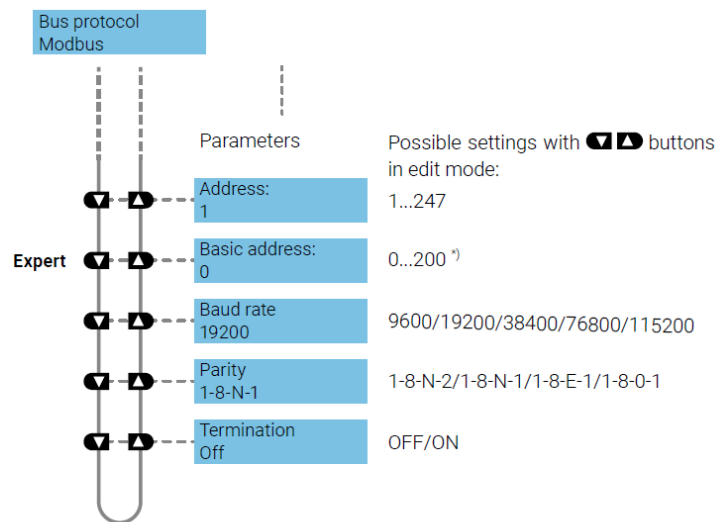 Bus protocol
Modbus
Parameters
Possible settings with buttons
in edit mode:
Address:
1
1...247
Expert
Basic address:
0
0...200 *)
Baud rate
19200
9600/19200/38400/76800/115200
Parity
1-8-N-1
1-8-N-2/1-8-N-1/1-8-E-1/1-8-0-1
Termination
Off
OFF/ON